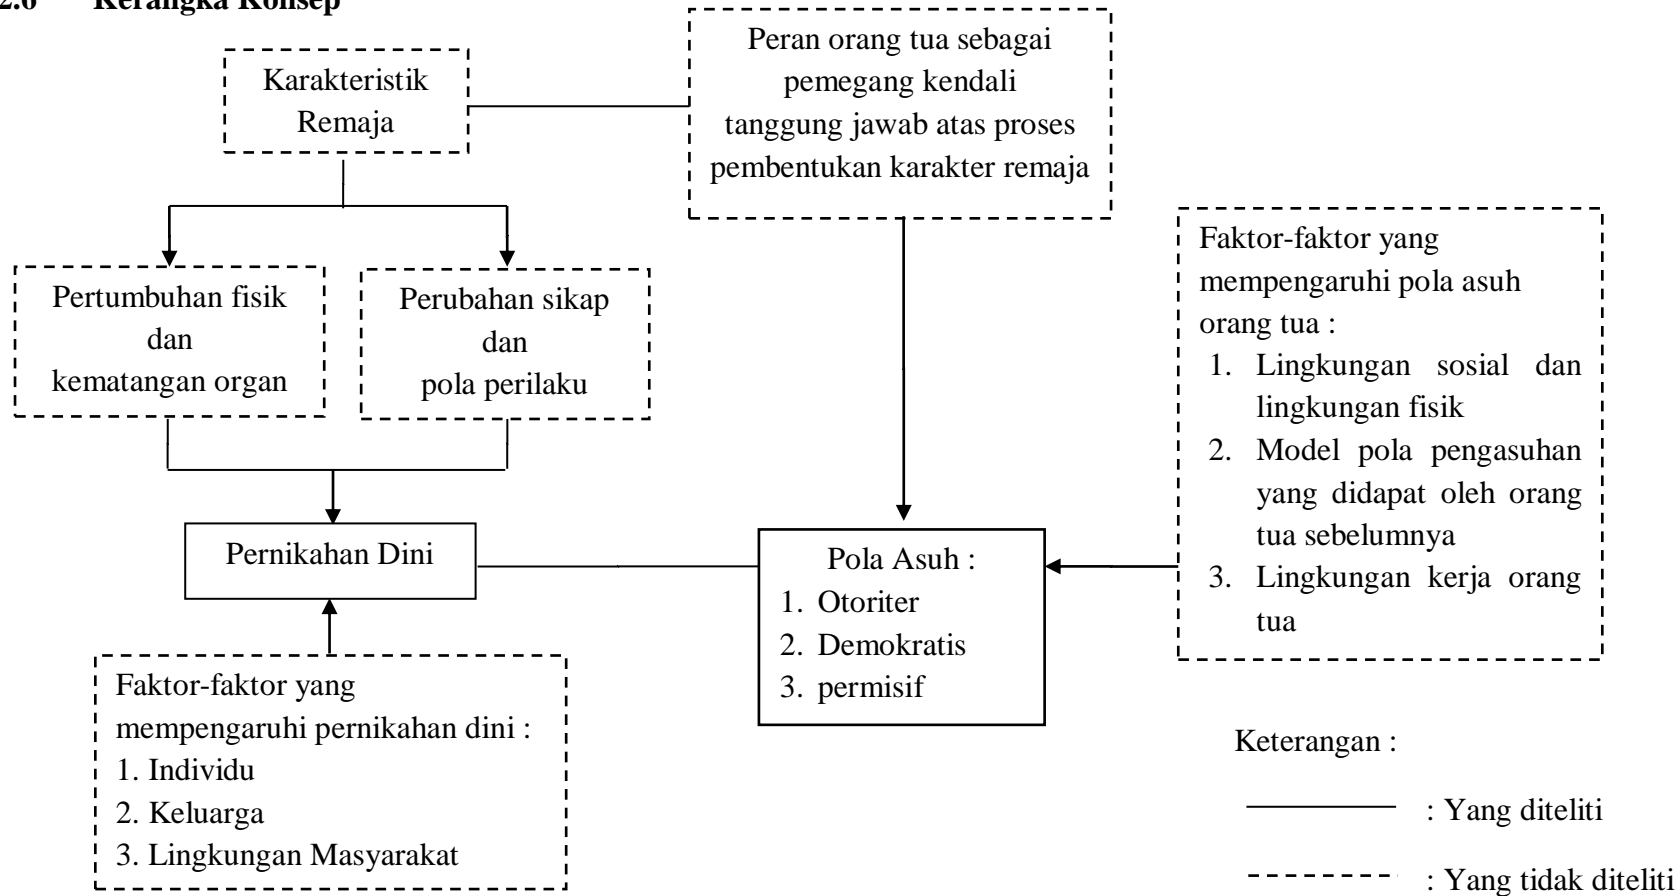 2.6 Kerangka Konsep
Karakteristik
Remaja
Peran orang tua sebagai
pemegang kendali
tanggung jawab atas proses
pembentukan karakter remaja
Pertumbuhan fisik
dan
kematangan organ
Perubahan sikap
dan
pola perilaku
Faktor-faktor yang
mempengaruhi pola asuh
orang tua :
1. Lingkungan sosial dan
lingkungan fisik
2. Model pola pengasuhan
yang didapat oleh orang
tua sebelumnya
3. Lingkungan kerja orang
tua
Pernikahan Dini
Pola Asuh :
1. Otoriter
2. Demokratis
3. permisif
Faktor-faktor yang
mempengaruhi pernikahan dini :
1. Individu
2. Keluarga
3. Lingkungan Masyarakat
Keterangan :
: Yang diteliti
: Yang tidak diteliti